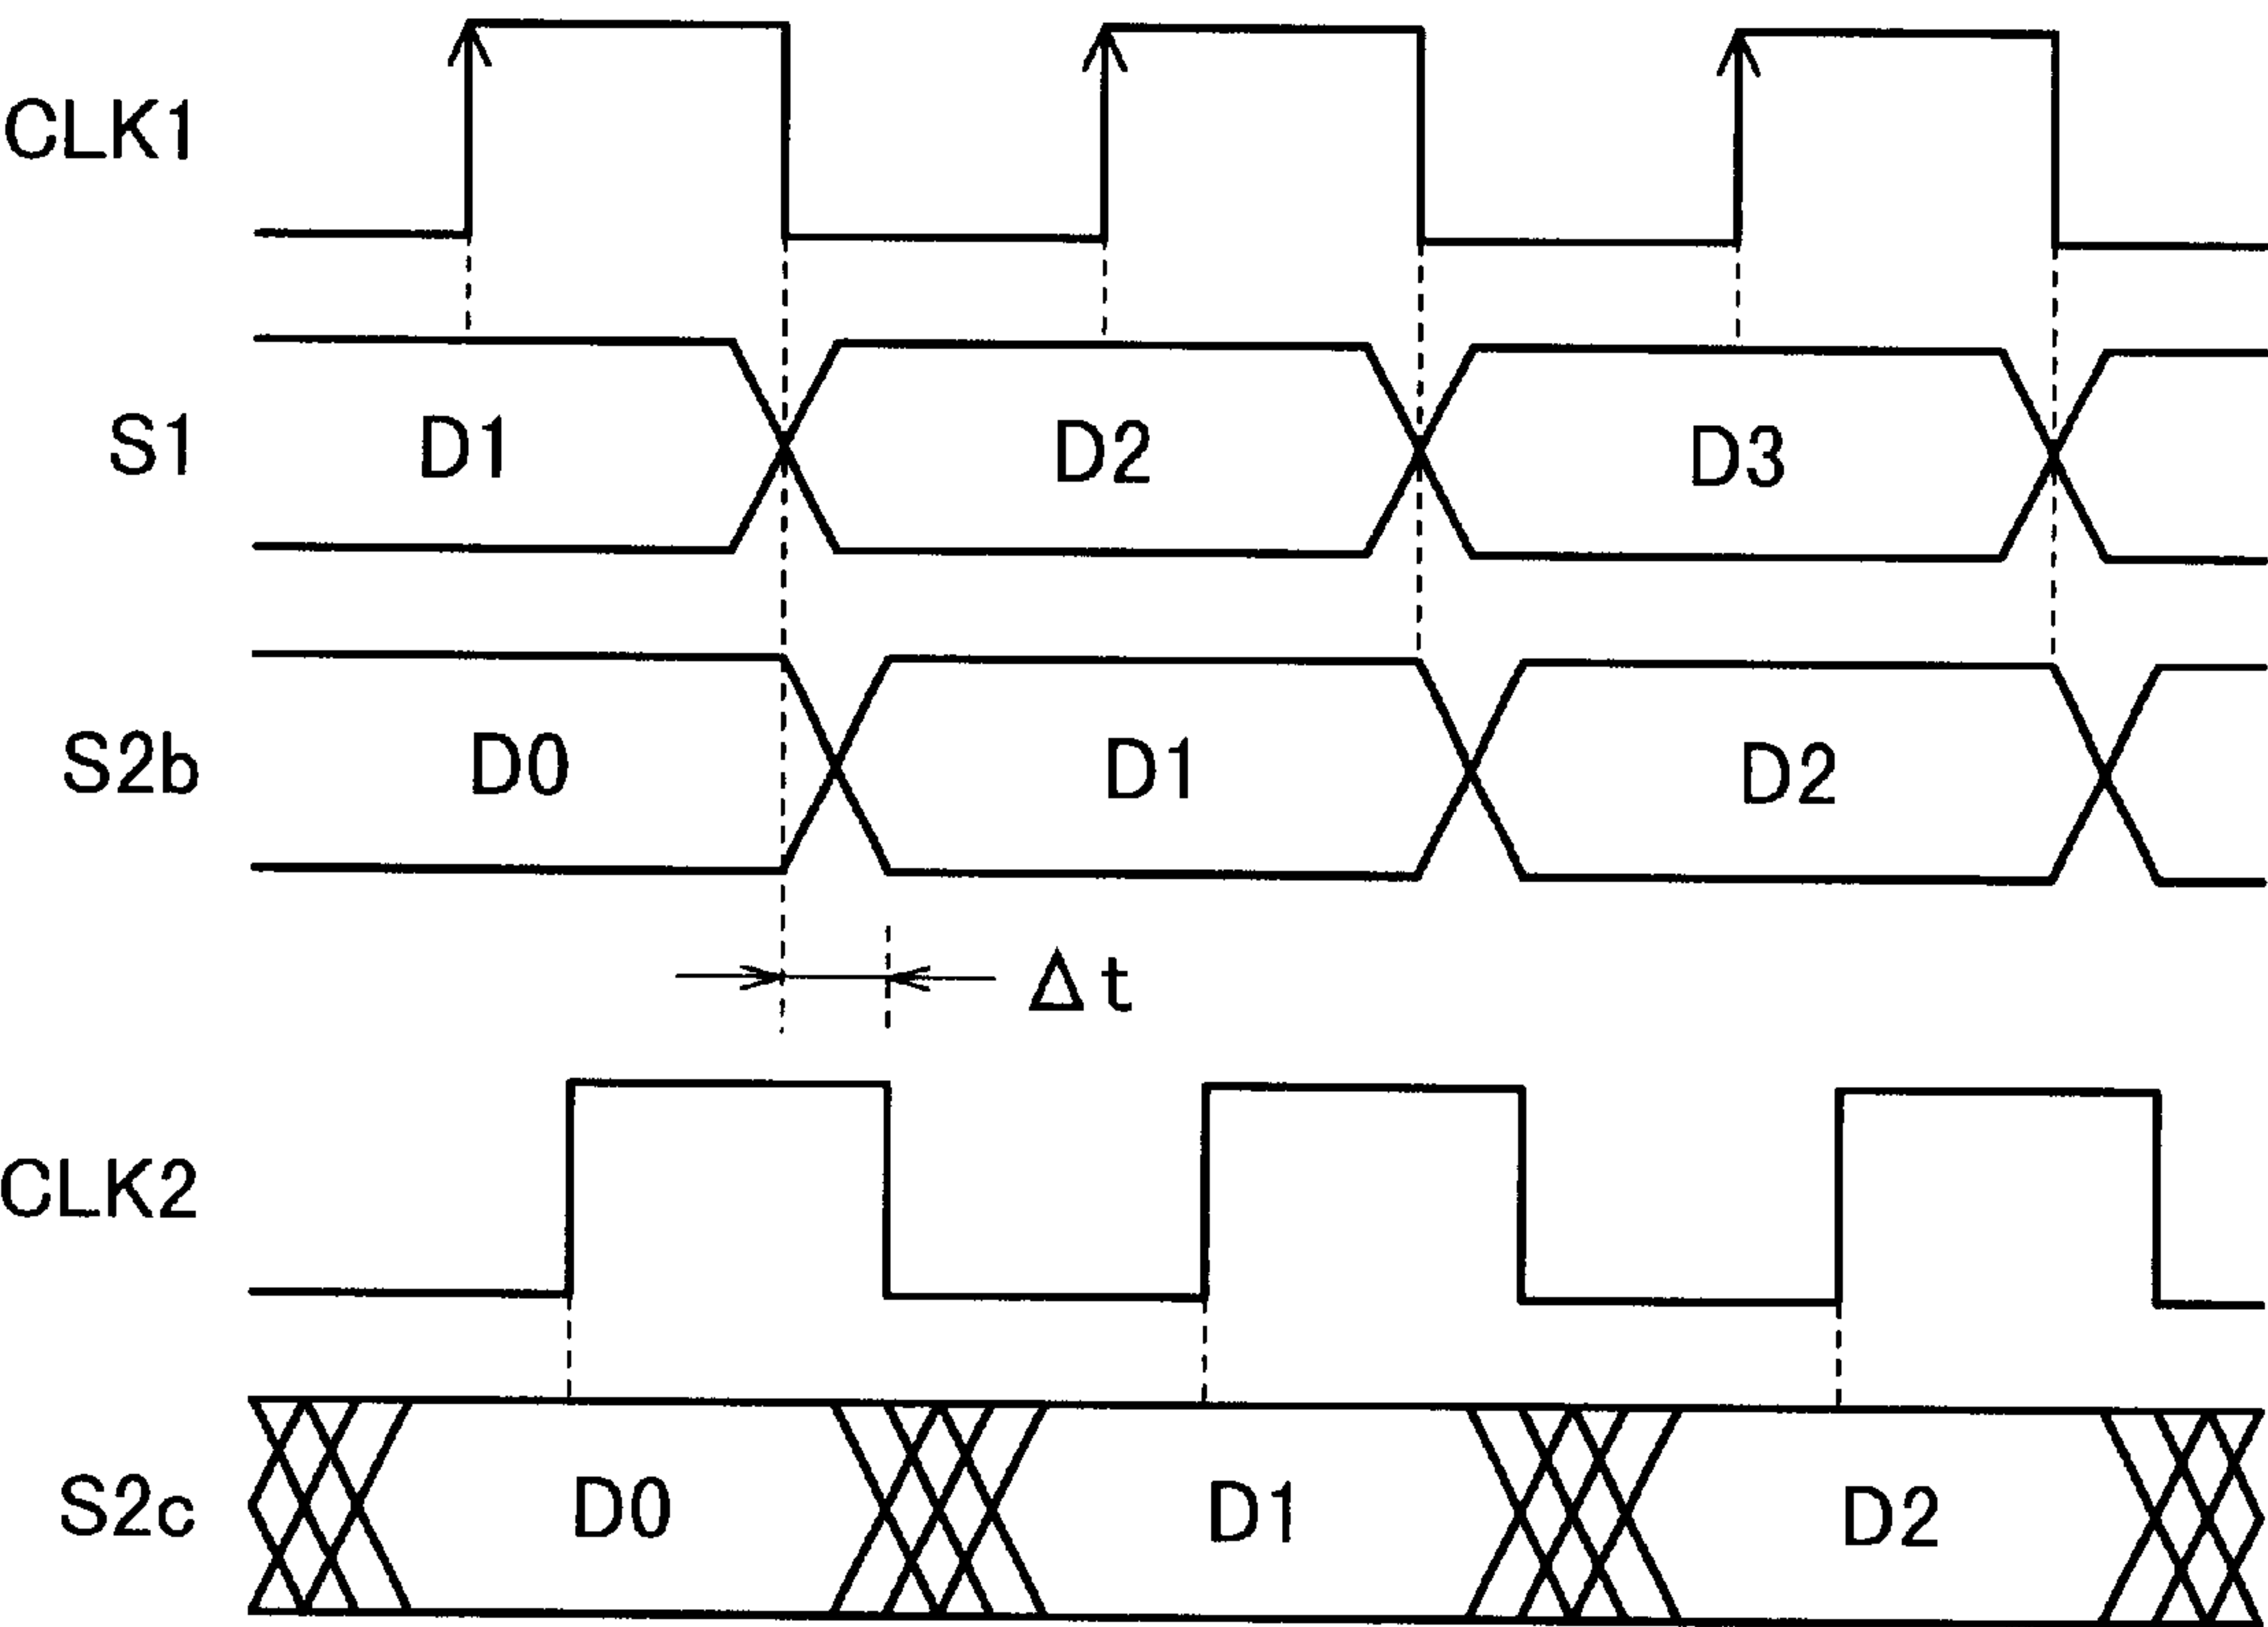 CLK1
S1 D1 D2 D3
S2b D0 D1 D2
Δt
CLK2
S2c D0 D1 D2